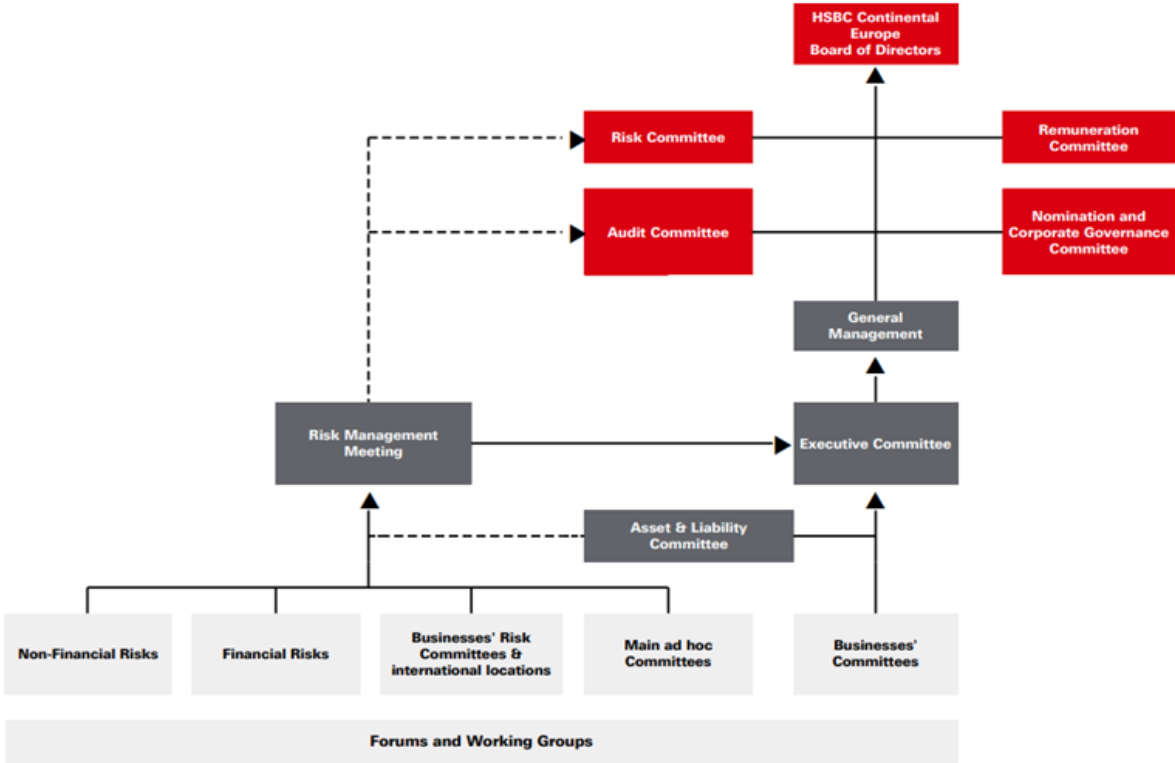 HSBC Continental
Europe
Board of Directors
Risk Committee
Remuneration
Committee
Audit Committee
Nomination and
Corporate Governance
Committee
General
Management
Risk Management
Meeting
Executive Committee
Asset & Liability
Committee
Non-Financial Risks
Financial Risks
Businesses' Risk
Committees &
international locations
Main ad hoc
Committees
Businesses'
Committees
Forums and Working Groups